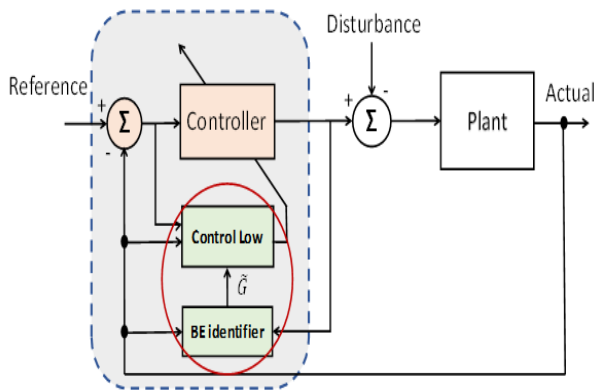 Disturbance
Reference
+
Σ
-
Controller
+
-
Σ
Plant
Actual
Control Low
G̃
BE identifier